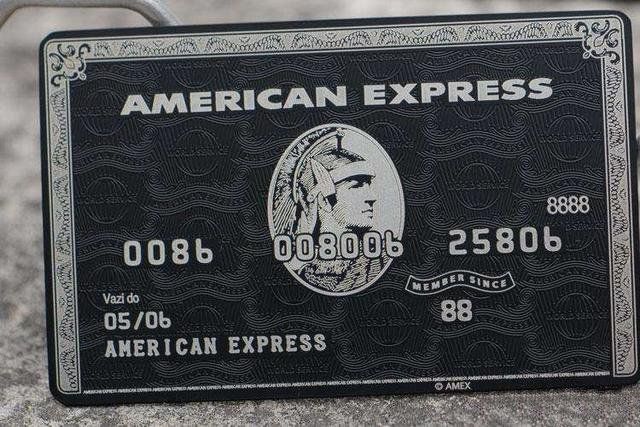 AMERICAN EXPRESS
8888
0086 008006 25806
MEMBER SINCE
Vazi do
88
05/06
AMERICAN EXPRESS
© AMEX